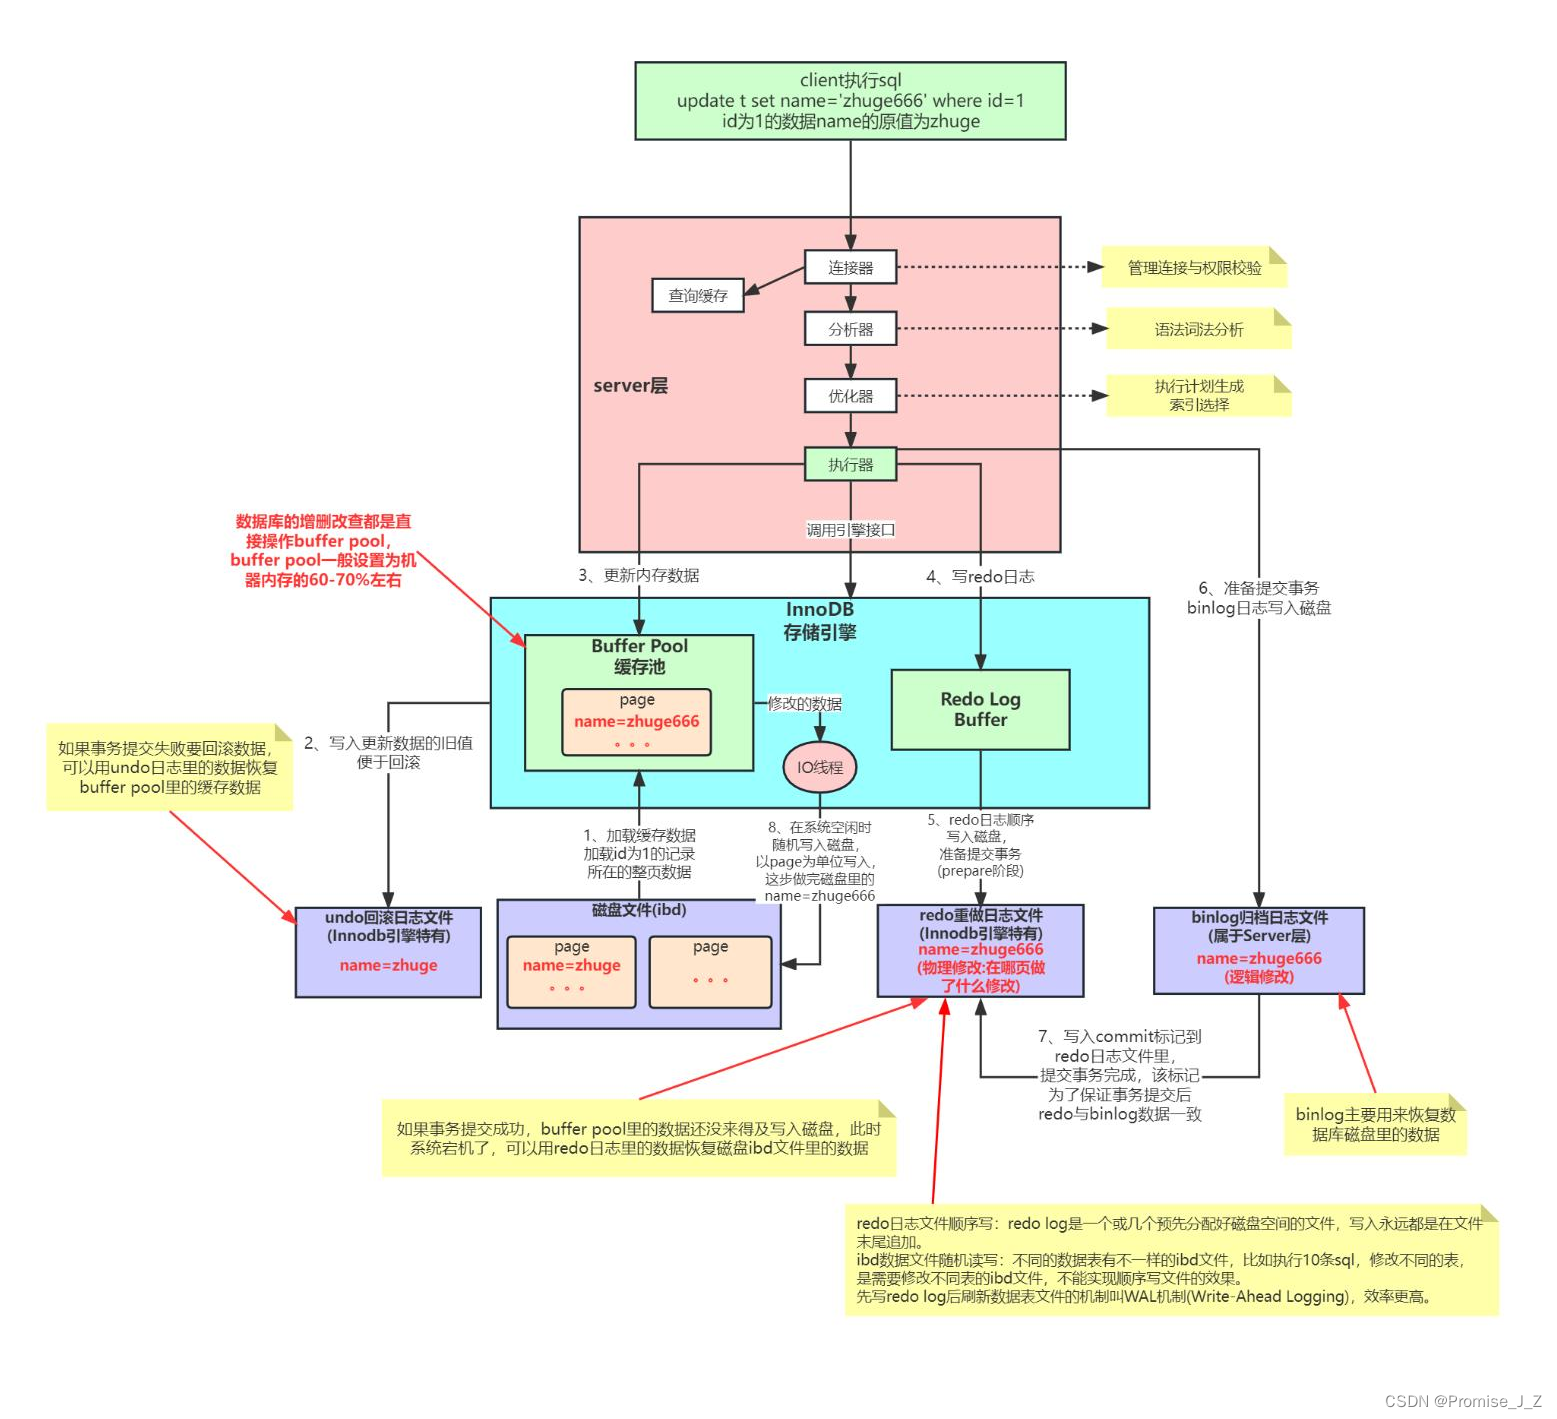 client执行sql
update t set name='zhuge666' where id=1
id为1的数据name的原值为zhuge
连接器
管理连接与权限校验
查询缓存
分析器
语法词法分析
server层
优化器
执行计划生成
索引选择
执行器
调用引擎接口
数据库的增删改查都是直
接操作buffer pool，
buffer pool一般设置为机
器内存的60-70%左右
3、更新内存数据
4、写redo日志
6、准备提交事务
binlog日志写入磁盘
InnoDB
存储引擎
Buffer Pool
缓存池
page
name=zhuge666
。。。
修改的数据
IO线程
Redo Log
Buffer
2、写入更新数据的旧值
便于回滚
如果事务提交失败要回滚数据，
可以用undo日志里的数据恢复
buffer pool里的缓存数据
1、加载缓存数据
加载id为1的记录
所在的整页数据
8、在系统空闲时
随机写入磁盘，
以page为单位写入，
这步做完磁盘里的
name=zhuge666
5、redo日志顺序
写入磁盘，
准备提交事务
(prepare阶段)
undo回滚日志文件
(Innodb引擎特有)
name=zhuge
磁盘文件(ibd)
page
name=zhuge
。。。
page
。。。
redo重做日志文件
(Innodb引擎特有)
name=zhuge666
(物理修改:在哪页做
了什么修改)
binlog归档日志文件
(属于Server层)
name=zhuge666
(逻辑修改)
7、写入commit标记到
redo日志文件里，
提交事务完成，该标记
为了保证事务提交后
redo与binlog数据一致
binlog主要用来恢复数
据库磁盘里的数据
如果事务提交成功，buffer pool里的数据还没来得及写入磁盘，此时
系统宕机了，可以用redo日志里的数据恢复磁盘ibd文件里的数据
redo日志文件顺序写：redo log是一个或几个预先分配好磁盘空间的文件，写入永远都是在文件
末尾追加。
ibd数据文件随机读写：不同的数据表有不一样的ibd文件，比如执行10条sql，修改不同的表，
是需要修改不同表的ibd文件，不能实现顺序写文件的效果。
先写redo log后刷新数据表文件的机制叫WAL机制(Write-Ahead Logging)，效率更高。
CSDN @Promise_J_Z